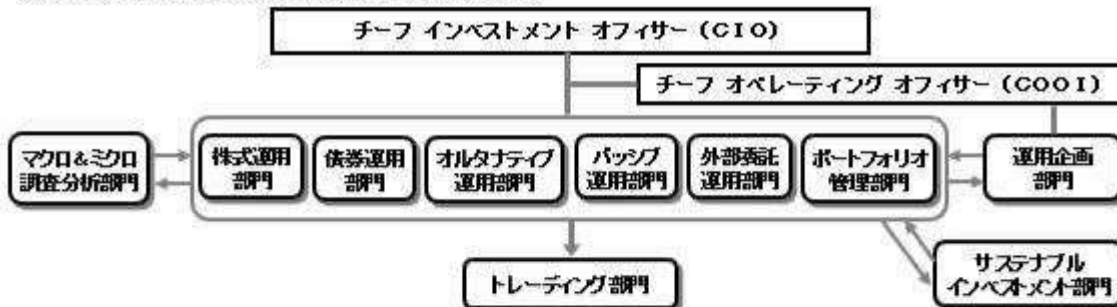 チーフ インベストメント オフィサー（ＣＩＯ）
チーフ オペレーティング オフィサー（ＣＯＯＩ）
マクロ＆ミクロ
調査分析部門
株式運用
部門
債券運用
部門
オルタナティブ
運用部門
パッシブ
運用部門
外部委託
運用部門
ポートフォリオ
管理部門
運用企画
部門
トレーディング部門
サステナブル
インベストメント部門